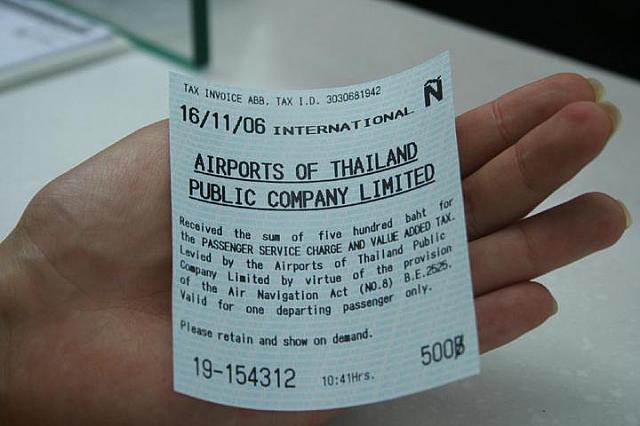 TAX INVOICE ABB. TAX I.D. 3030681942
16/11/06 INTERNATIONAL Ñ
AIRPORTS OF THAILAND
PUBLIC COMPANY LIMITED
Received the sum of five hundred baht for
the PASSENGER SERVICE CHARGE AND VALUE ADDED TAX.
Levied by the Airports of Thailand Public
Company Limited by virtue of the provision
of the Air Navigation Act (NO.8) B.E.2525.
Valid for one departing passenger only.
Please retain and show on demand.
19-154312 10:41Hrs. 500฿